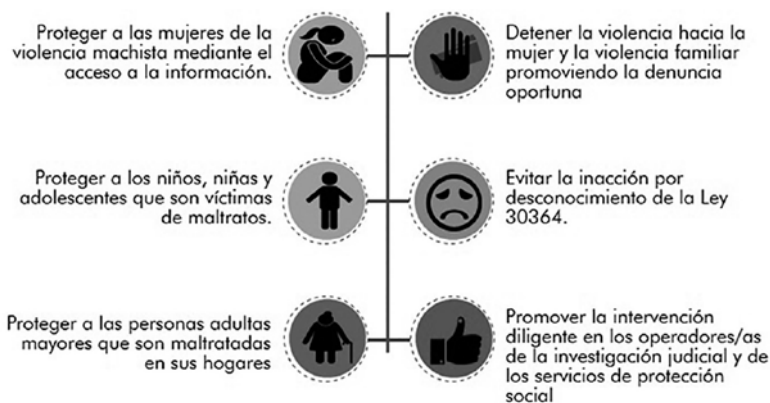 Proteger a las mujeres de la
violencia machista mediante el
acceso a la información.
Detener la violencia hacia la
mujer y la violencia familiar
promoviendo la denuncia
oportuna
Proteger a los niños, niñas y
adolescentes que son víctimas
de maltratos.
Evitar la inacción por
desconocimiento de la Ley
30364.
Proteger a las personas adultas
mayores que son maltratadas
en sus hogares
Promover la intervención
diligente en los operadores/as
de la investigación judicial y de
los servicios de protección
social